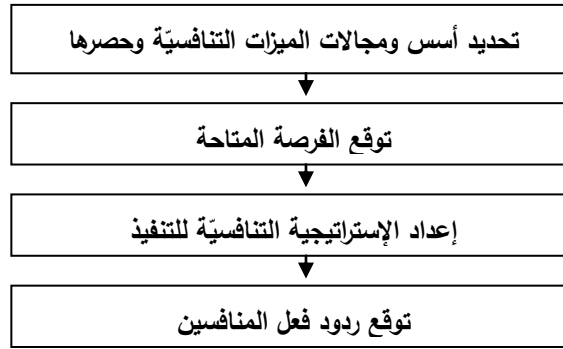 تحديد أسس ومجالات الميزات التنافسيّة وحصرها
توقع الفرصة المتاحة
إعداد الإستراتيجية التنافسيّة للتنفيذ
توقع ردود فعل المنافسين